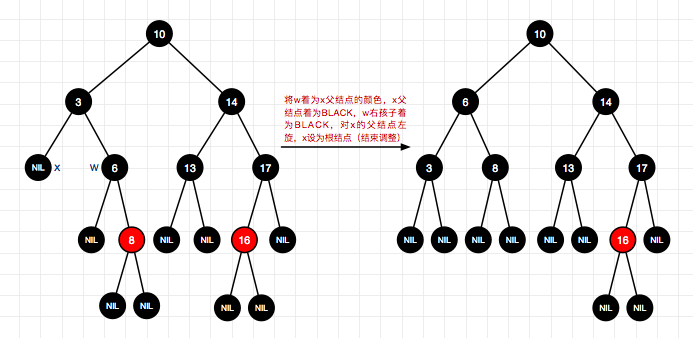 10
10
3
14
将w着为x父结点的颜色，x父
结点着为BLACK，w右孩子着
为BLACK，对x的父结点左
旋，x设为根结点（结束调整）
6
14
NIL x w 6 13 17
3 8 13 17
NIL 8 NIL NIL 16 NIL
NIL NIL NIL NIL NIL NIL 16 NIL
NIL NIL NIL NIL
NIL NIL